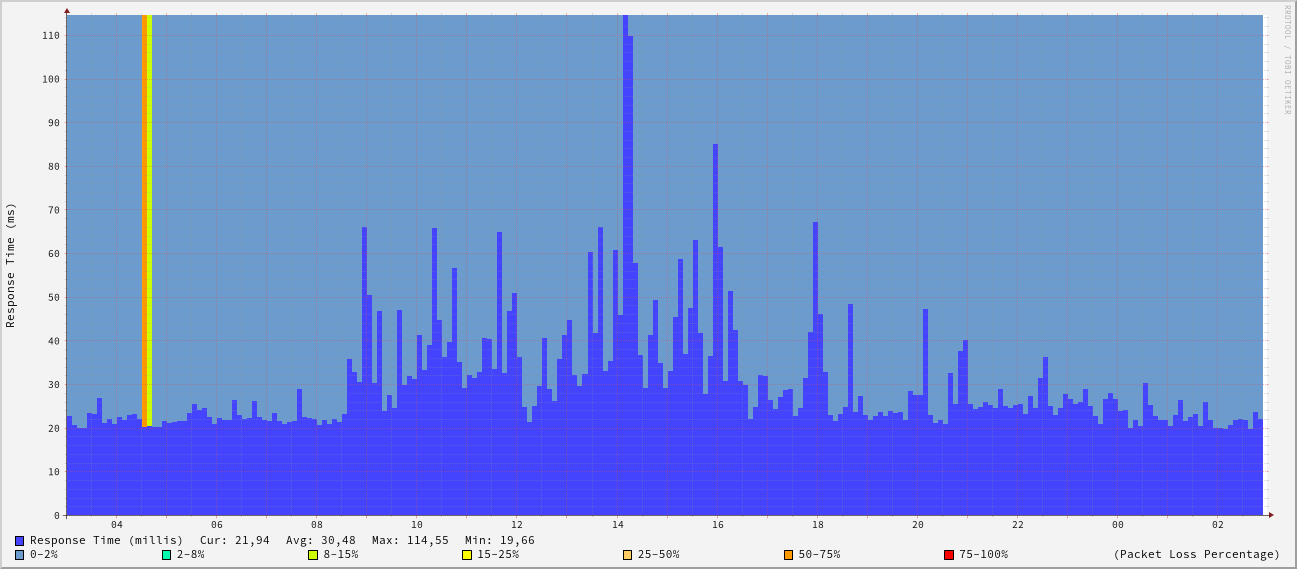 RRDTOOL / TOBI OETIKER
Response Time (ms)
110
100
90
80
70
60
50
40
30
20
10
0
04 06 08 10 12 14 16 18 20 22 00 02
Response Time (millis) Cur: 21,94 Avg: 30,48 Max: 114,55 Min: 19,66
0-2% 2-8% 8-15% 15-25% 25-50% 50-75% 75-100% (Packet Loss Percentage)